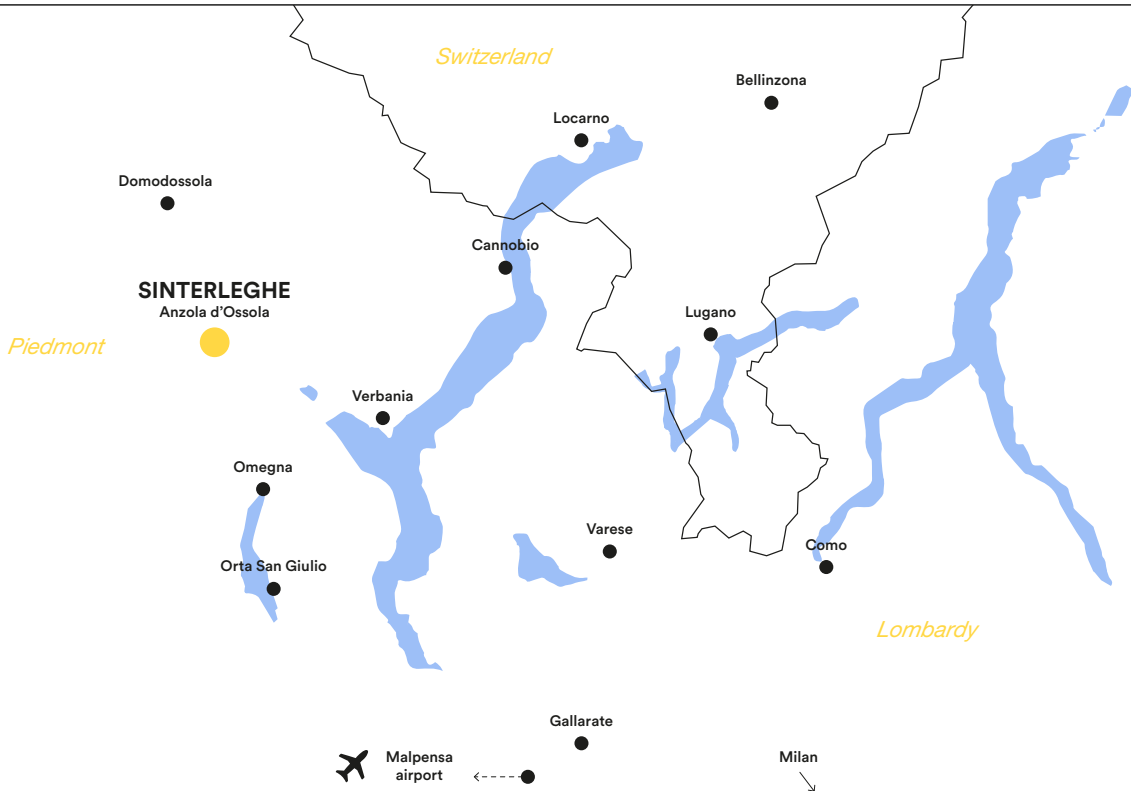 Switzerland
Bellinzona
Locarno
Domodossola
Cannobio
SINTERLEGHE
Anzola d'Ossola
Lugano
Piedmont
Verbania
Omegna
Varese
Como
Orta San Giulio
Lombardy
Gallarate
Malpensa
airport
Milan